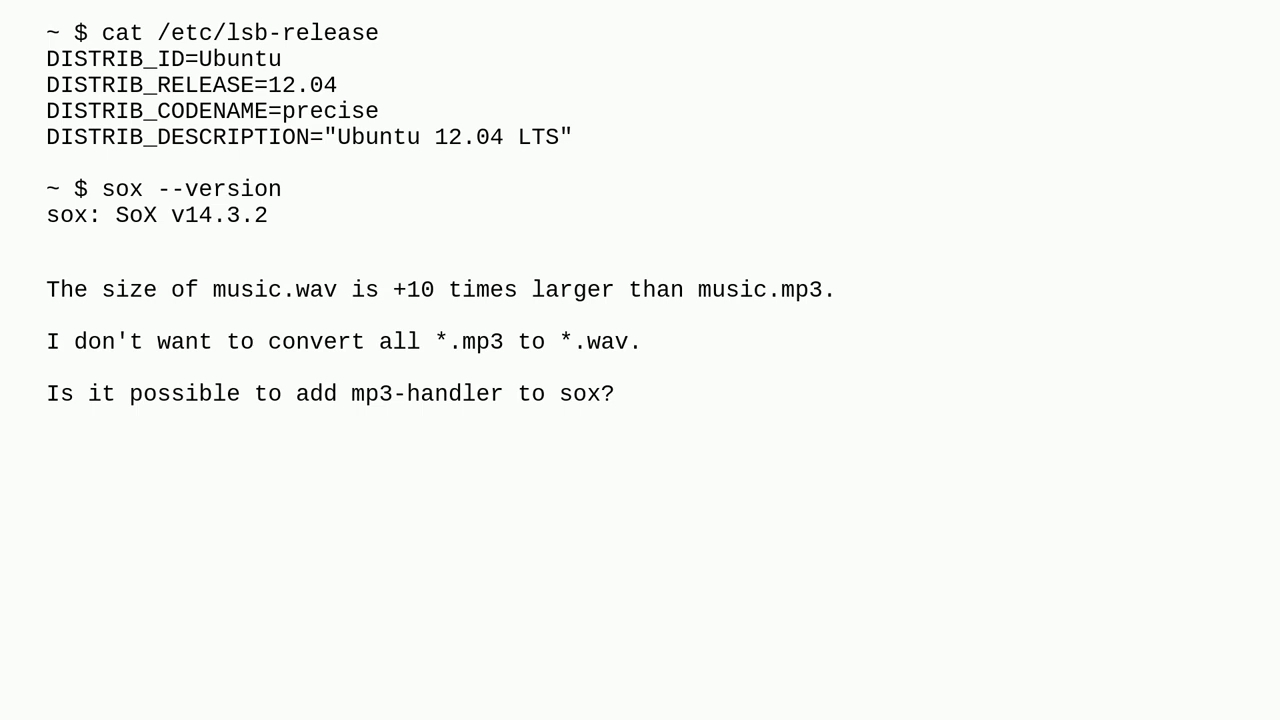 ~ $ cat /etc/lsb-release
DISTRIB_ID=Ubuntu
DISTRIB_RELEASE=12.04
DISTRIB_CODENAME=precise
DISTRIB_DESCRIPTION="Ubuntu 12.04 LTS"
~ $ sox --version
sox: SoX v14.3.2
The size of music.wav is +10 times larger than music.mp3.
I don't want to convert all *.mp3 to *.wav.
Is it possible to add mp3-handler to sox?